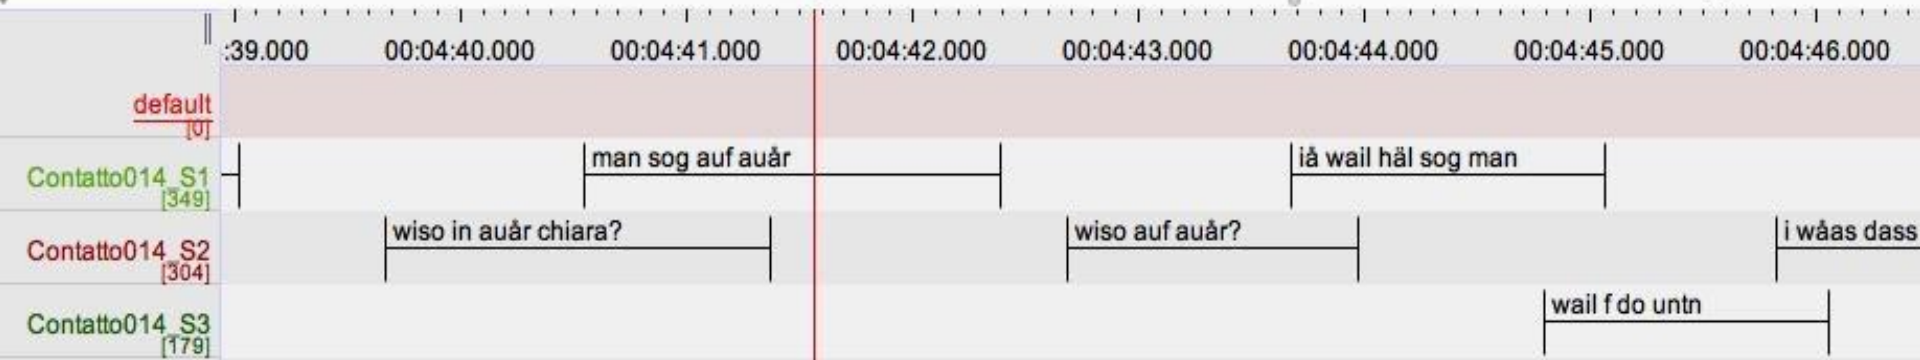 :39.000 00:04:40.000 00:04:41.000 00:04:42.000 00:04:43.000 00:04:44.000 00:04:45.000 00:04:46.000
default
[0]
Contatto014_S1 man sog auf auår iå wail häl sog man
[349]
Contatto014_S2 wiso in auår chiara? wiso auf auår? i wåas dass
[304]
Contatto014_S3 wail f do untn
[179]